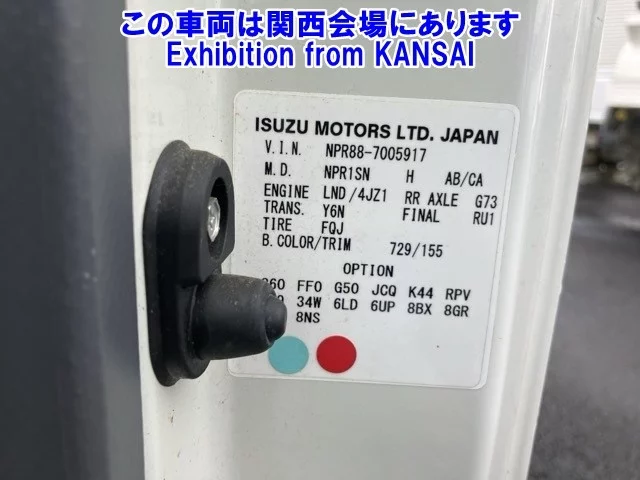 この車両は関西会場にあります
Exhibition from KANSAI
ISUZU MOTORS LTD. JAPAN
V.I.N. NPR88-7005917
M.D. NPR1SN H AB/CA
ENGINE LND/4JZ1 RR AXLE G73
TRANS. Y6N FINAL RU1
TIRE FQJ
B.COLOR/TRIM 729/155
OPTION
FF0 G50 JCQ K44 RPV
34W 6LD 6UP 8BX 8GR
8NS